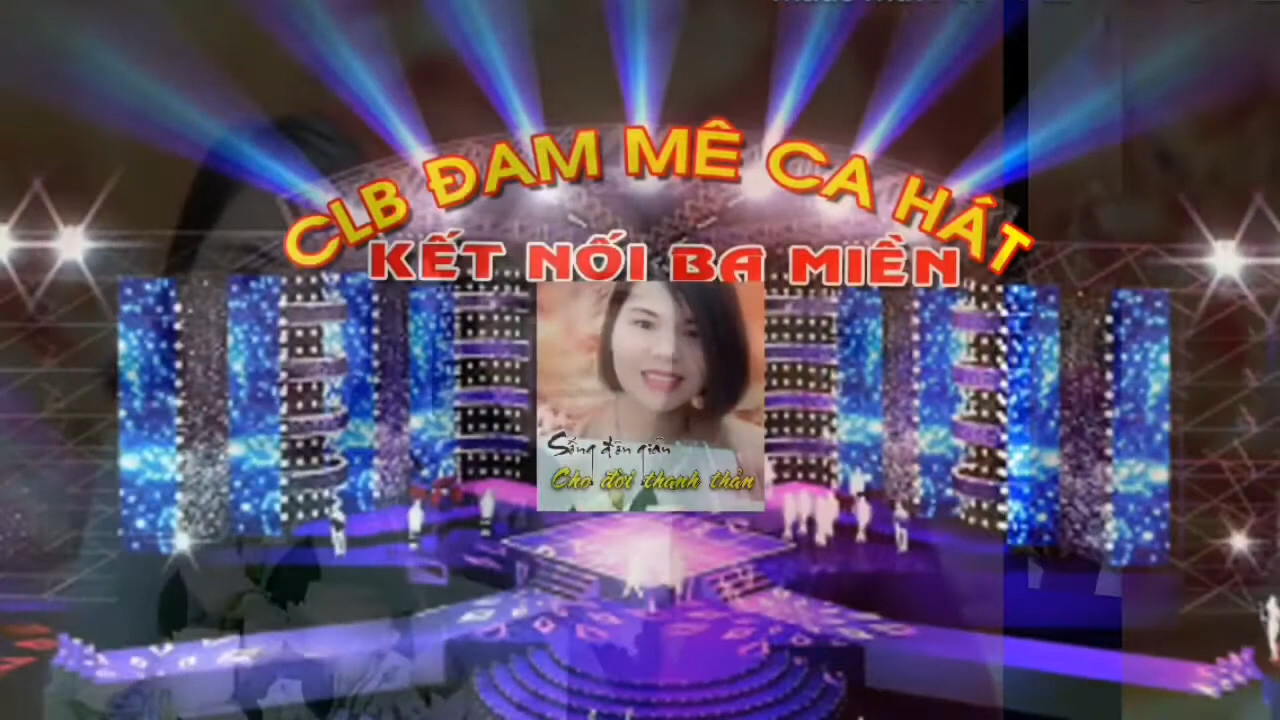 CLB ĐAM MÊ CA HÁT
KẾT NỐI BA MIỀN
Sống đơn giản
Cho đời thanh thản